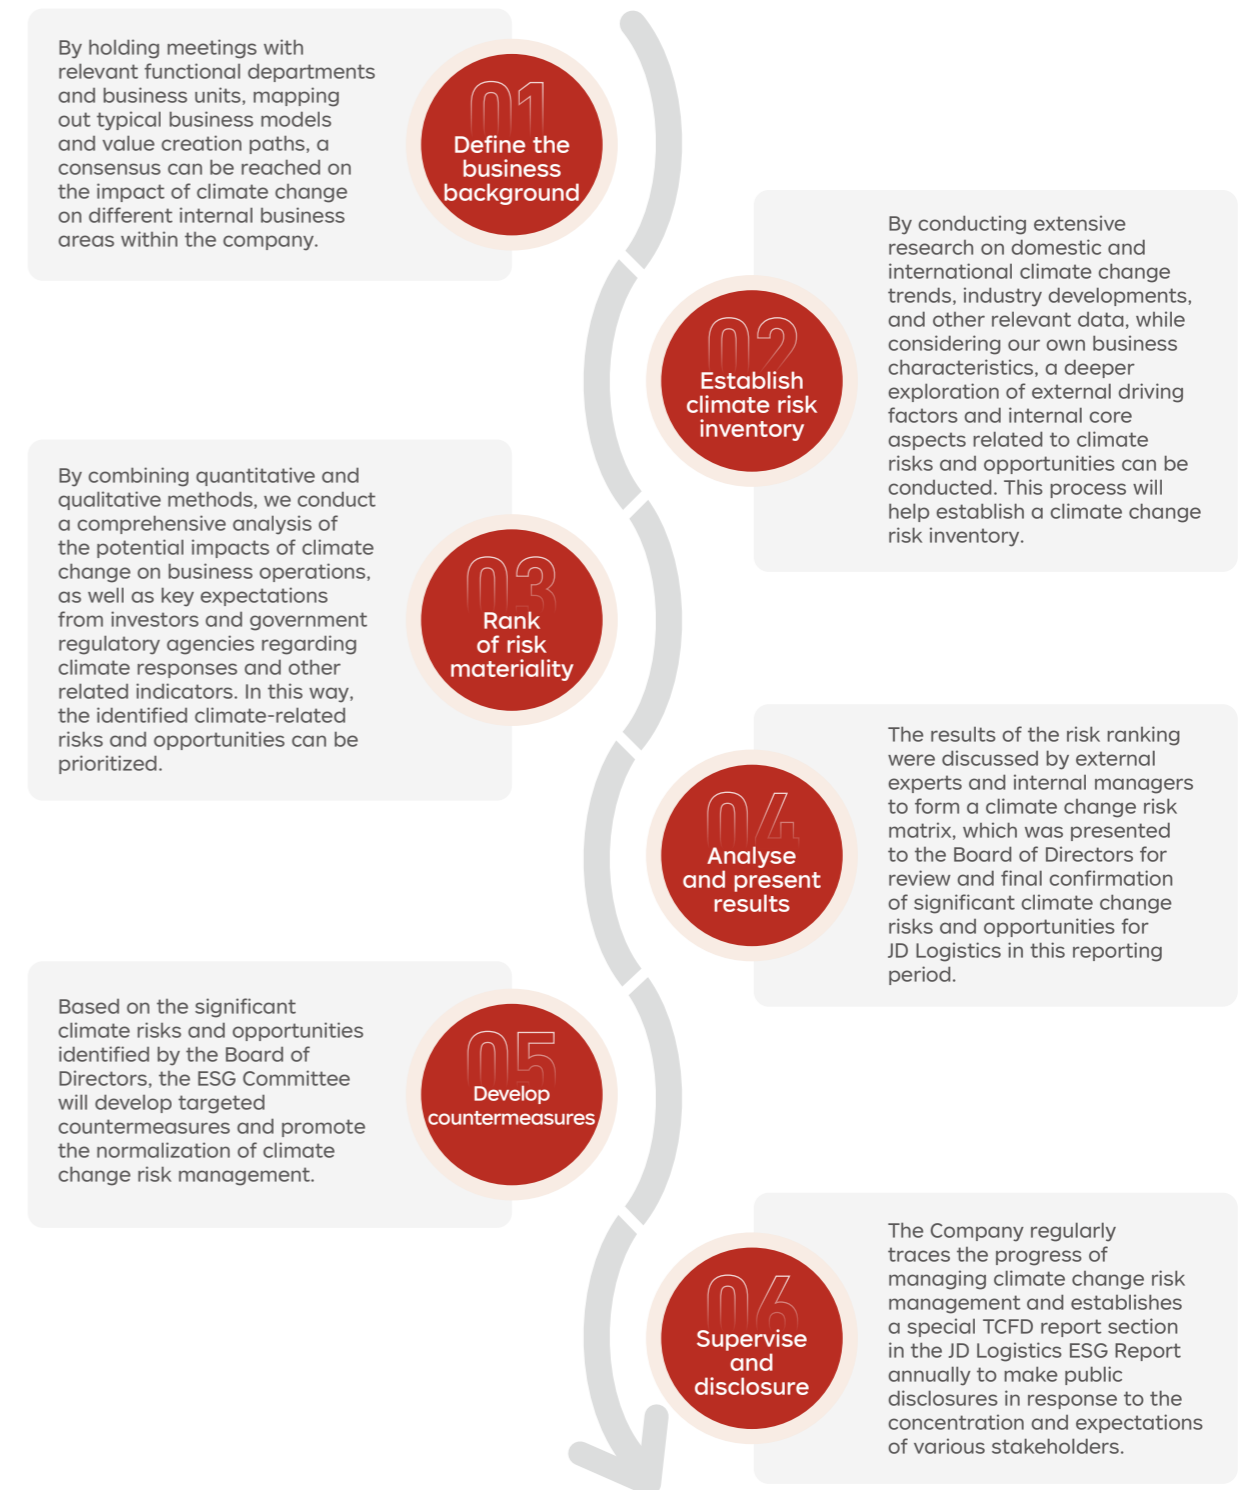 By holding meetings with
relevant functional departments
and business units, mapping
out typical business models
and value creation paths, a
consensus can be reached on
the impact of climate change
on different internal business
areas within the company.
01
Define the
business
background
By conducting extensive
research on domestic and
international climate change
trends, industry developments,
and other relevant data, while
considering our own business
characteristics, a deeper
exploration of external driving
factors and internal core
aspects related to climate
risks and opportunities can be
conducted. This process will
help establish a climate change
risk inventory.
02
Establish
climate risk
inventory
By combining quantitative and
qualitative methods, we conduct
a comprehensive analysis of
the potential impacts of climate
change on business operations,
as well as key expectations
from investors and government
regulatory agencies regarding
climate responses and other
related indicators. In this way,
the identified climate-related
risks and opportunities can be
prioritized.
03
Rank
of risk
materiality
The results of the risk ranking
were discussed by external
experts and internal managers
to form a climate change risk
matrix, which was presented
to the Board of Directors for
review and final confirmation
of significant climate change
risks and opportunities for
JD Logistics in this reporting
period.
04
Analyse
and present
results
Based on the significant
climate risks and opportunities
identified by the Board of
Directors, the ESG Committee
will develop targeted
countermeasures and promote
the normalization of climate
change risk management.
05
Develop
countermeasures
The Company regularly
traces the progress of
managing climate change risk
management and establishes
a special TCFD report section
in the JD Logistics ESG Report
annually to make public
disclosures in response to the
concentration and expectations
of various stakeholders.
06
Supervise
and
disclosure